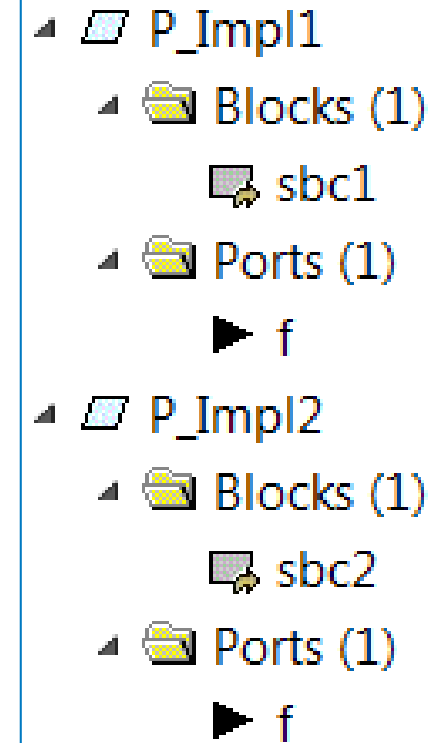 P_Impl1
Blocks (1)
sbc1
Ports (1)
f
P_Impl2
Blocks (1)
sbc2
Ports (1)
f